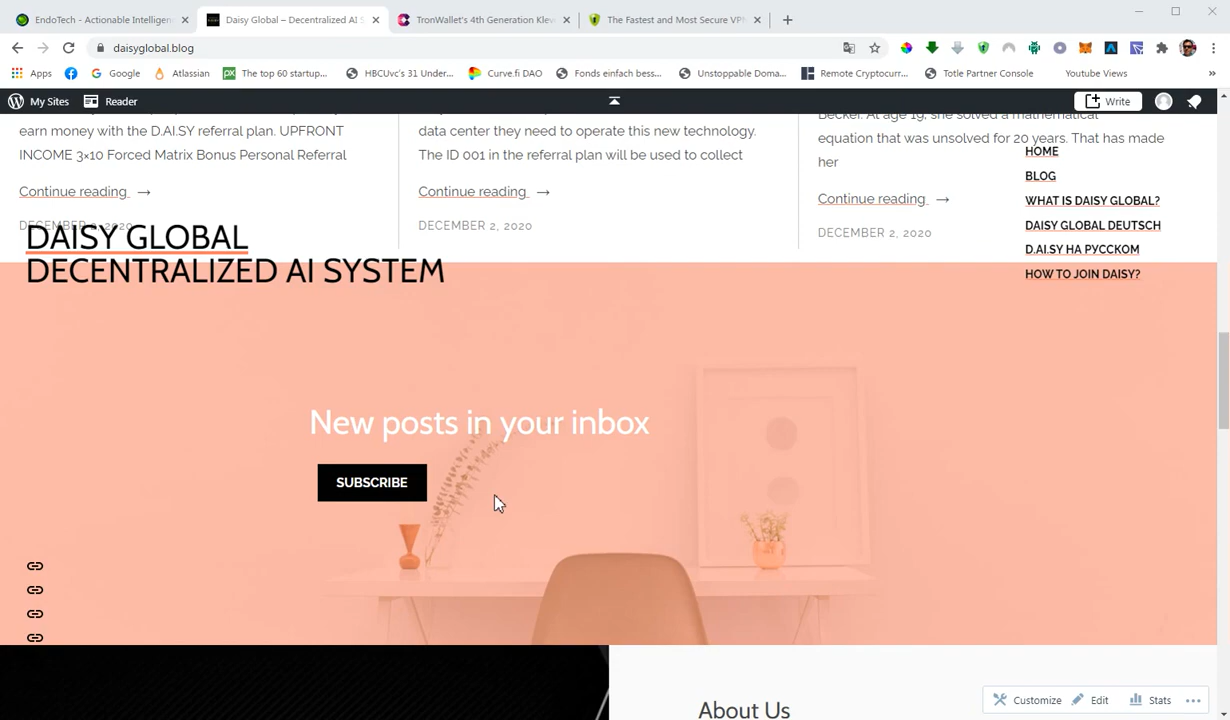 EndoTech - Actionable Intelligen
Daisy Global – Decentralized AI S
TronWallet's 4th Generation Klev
The Fastest and Most Secure VPN
daisyglobal.blog
Apps
Google
Atlassian
The top 60 startup...
HBCUvc's 31 Under...
Curve.fi DAO
Fonds einfach bess...
Unstoppable Doma...
Remote Cryptocurr...
Totle Partner Console
Youtube Views
My Sites
Reader
Write
earn money with the D.AI.SY referral plan. UPFRONT
INCOME 3×10 Forced Matrix Bonus Personal Referral
Continue reading →
DECEMBER 2, 2020
data center they need to operate this new technology.
The ID 001 in the referral plan will be used to collect
Continue reading →
DECEMBER 2, 2020
Becker. At age 19, she solved a mathematical
equation that was unsolved for 20 years. That has made
her
Continue reading →
DECEMBER 2, 2020
HOME
BLOG
WHAT IS DAISY GLOBAL?
DAISY GLOBAL DEUTSCH
D.AI.SY НА РУССКОМ
HOW TO JOIN DAISY?
DAISY GLOBAL
DECENTRALIZED AI SYSTEM
New posts in your inbox
SUBSCRIBE
About Us
Customize
Edit
Stats